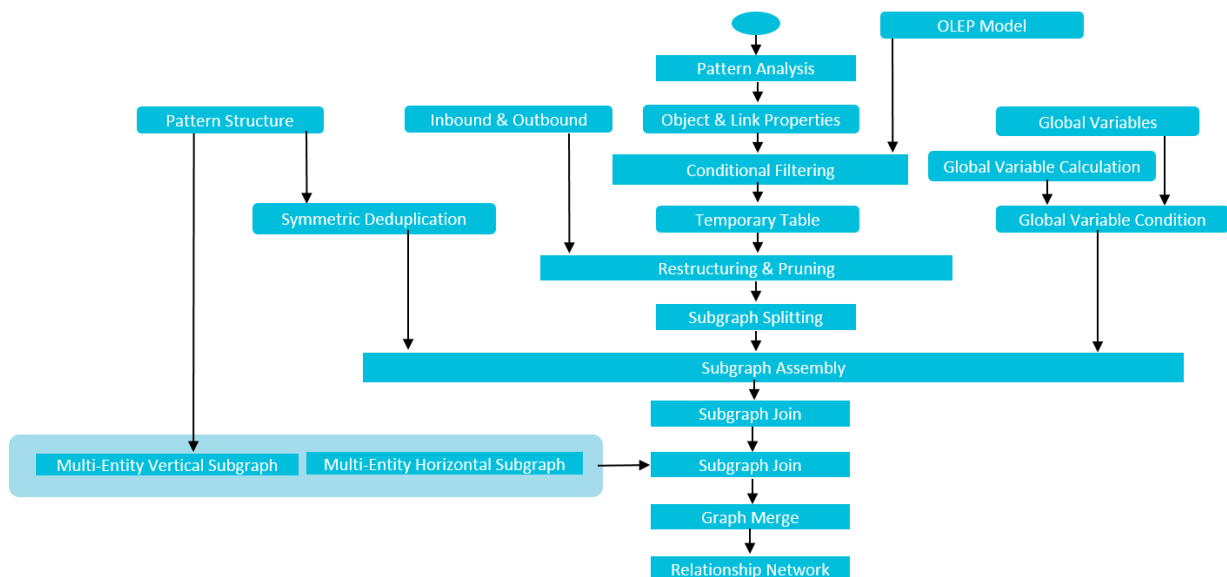 OLEP Model
Pattern Analysis
Pattern Structure
Inbound & Outbound
Object & Link Properties
Global Variables
Conditional Filtering
Global Variable Calculation
Symmetric Deduplication
Temporary Table
Global Variable Condition
Restructuring & Pruning
Subgraph Splitting
Subgraph Assembly
Subgraph Join
Multi-Entity Vertical Subgraph
Multi-Entity Horizontal Subgraph
Subgraph Join
Graph Merge
Relationship Network